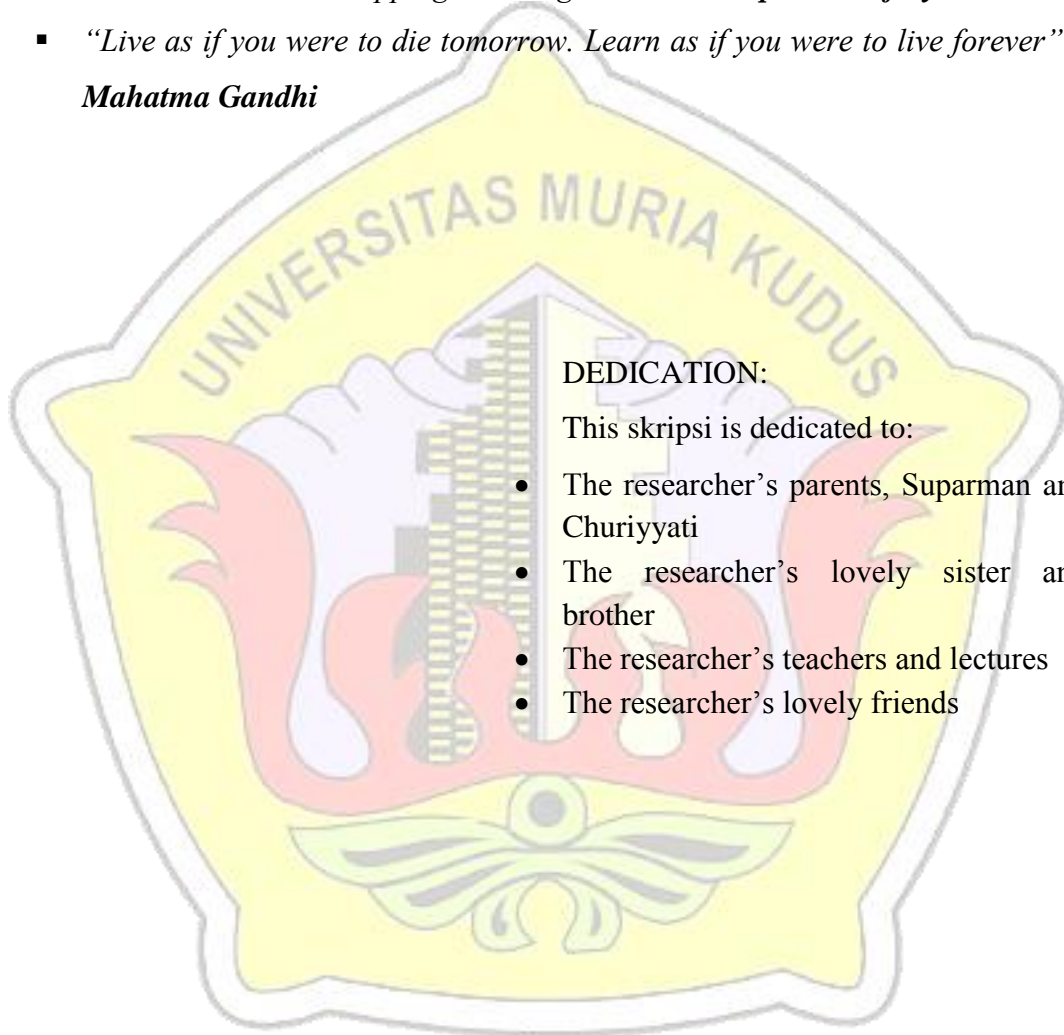 ▪ “Live as if you were to die tomorrow. Learn as if you were to live forever”
Mahatma Gandhi
UNIVERSITAS MURIA KUDUS
DEDICATION:
This skripsi is dedicated to:
• The researcher’s parents, Suparman
Churiyyati
• The researcher’s lovely sister
brother
• The researcher’s teachers and lectures
• The researcher’s lovely friends